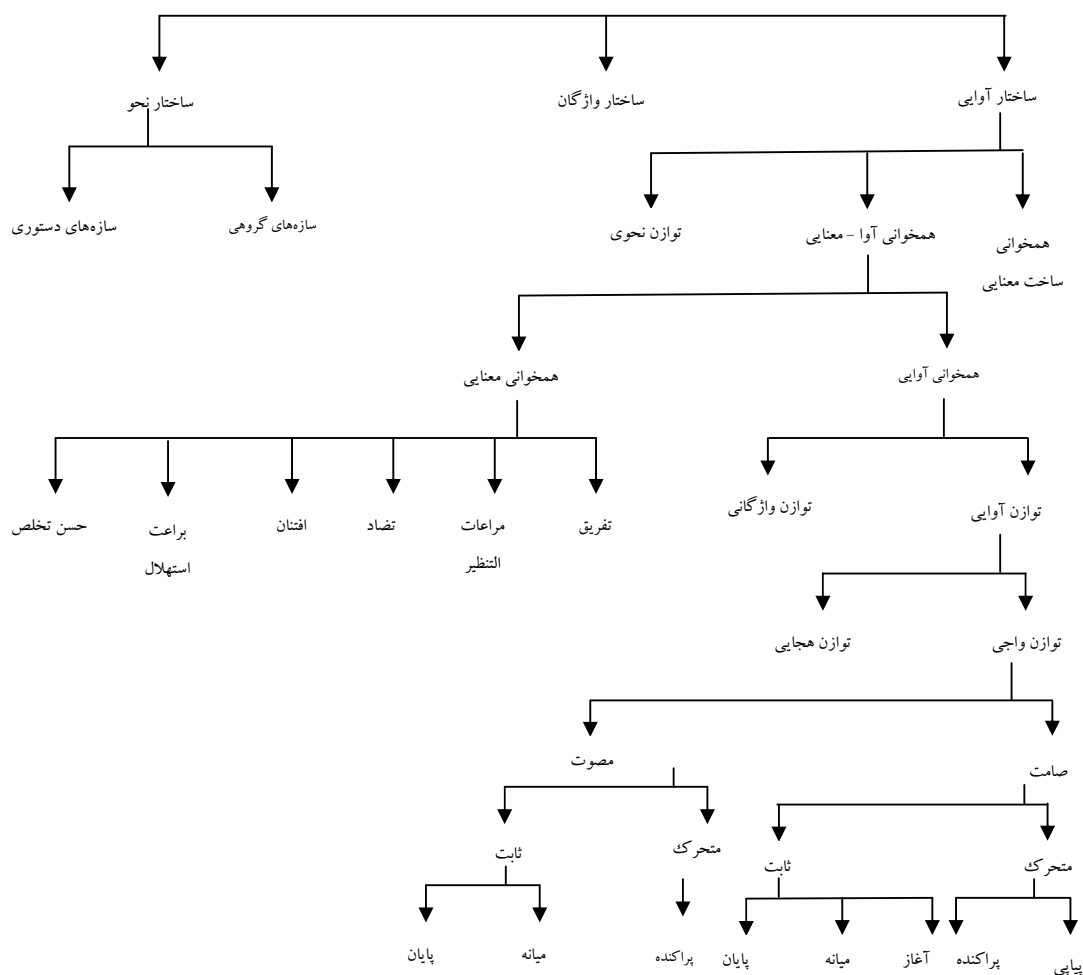 ساختار آوایی
ساختار واژگان
ساختار نحو
همخوانی
ساخت معنایی
همخوانی آوا – معنایی
توازن نحوی
سازه‌های گروهی
سازه‌های دستوری
همخوانی آوایی
همخوانی معنایی
توازن آوایی
توازن واژگانی
تفریق
مراعات
التنظیر
تضاد
افتنان
براعت
استهلال
حسن تخلص
توازن واجی
توازن هجایی
صامت
مصوت
متحرک
ثابت
متحرک
ثابت
پیاپی
پراکنده
آغاز
میانه
پایان
پراکنده
میانه
پایان